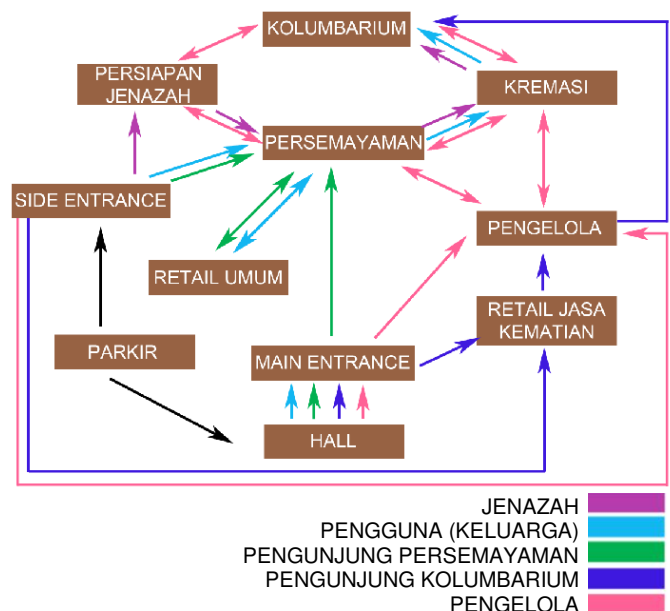 KOLUMBARIUM
PERSIAPAN
JENAZAH
KREMASI
PERSEMAYAMAN
SIDE ENTRANCE
PENGELOLA
RETAIL UMUM
RETAIL JASA
KEMATIAN
PARKIR
MAIN ENTRANCE
HALL
JENAZAH
PENGGUNA (KELUARGA)
PENGUNJUNG PERSEMAYAMAN
PENGUNJUNG KOLUMBARIUM
PENGELOLA